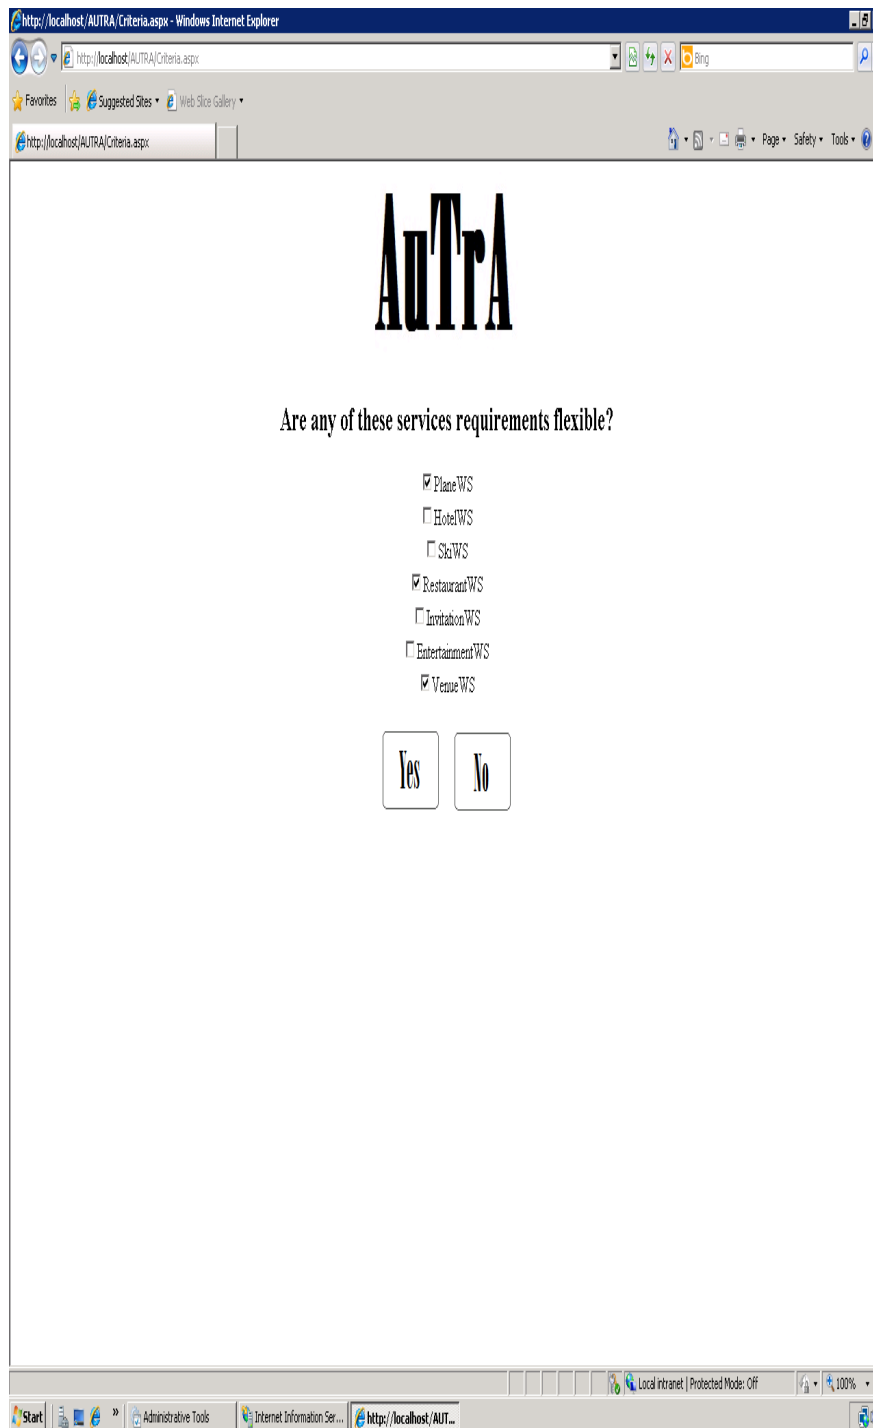 http://localhost/AUTRA/Criteria.aspx - Windows Internet Explorer
http://localhost/AUTRA/Criteria.aspx Bing
Favorites Suggested Sites Web Slice Gallery
http://localhost/AUTRA/Criteria.aspx Page Safety Tools
AuTrA
Are any of these services requirements flexible?
PlaneWS
HotelWS
SkiWS
RestaurantWS
InvitationWS
EntertainmentWS
VenueWS
Yes No
Local intranet | Protected Mode: Off 100%
Start » Administrative Tools Internet Information Ser... http://localhost/AUT...